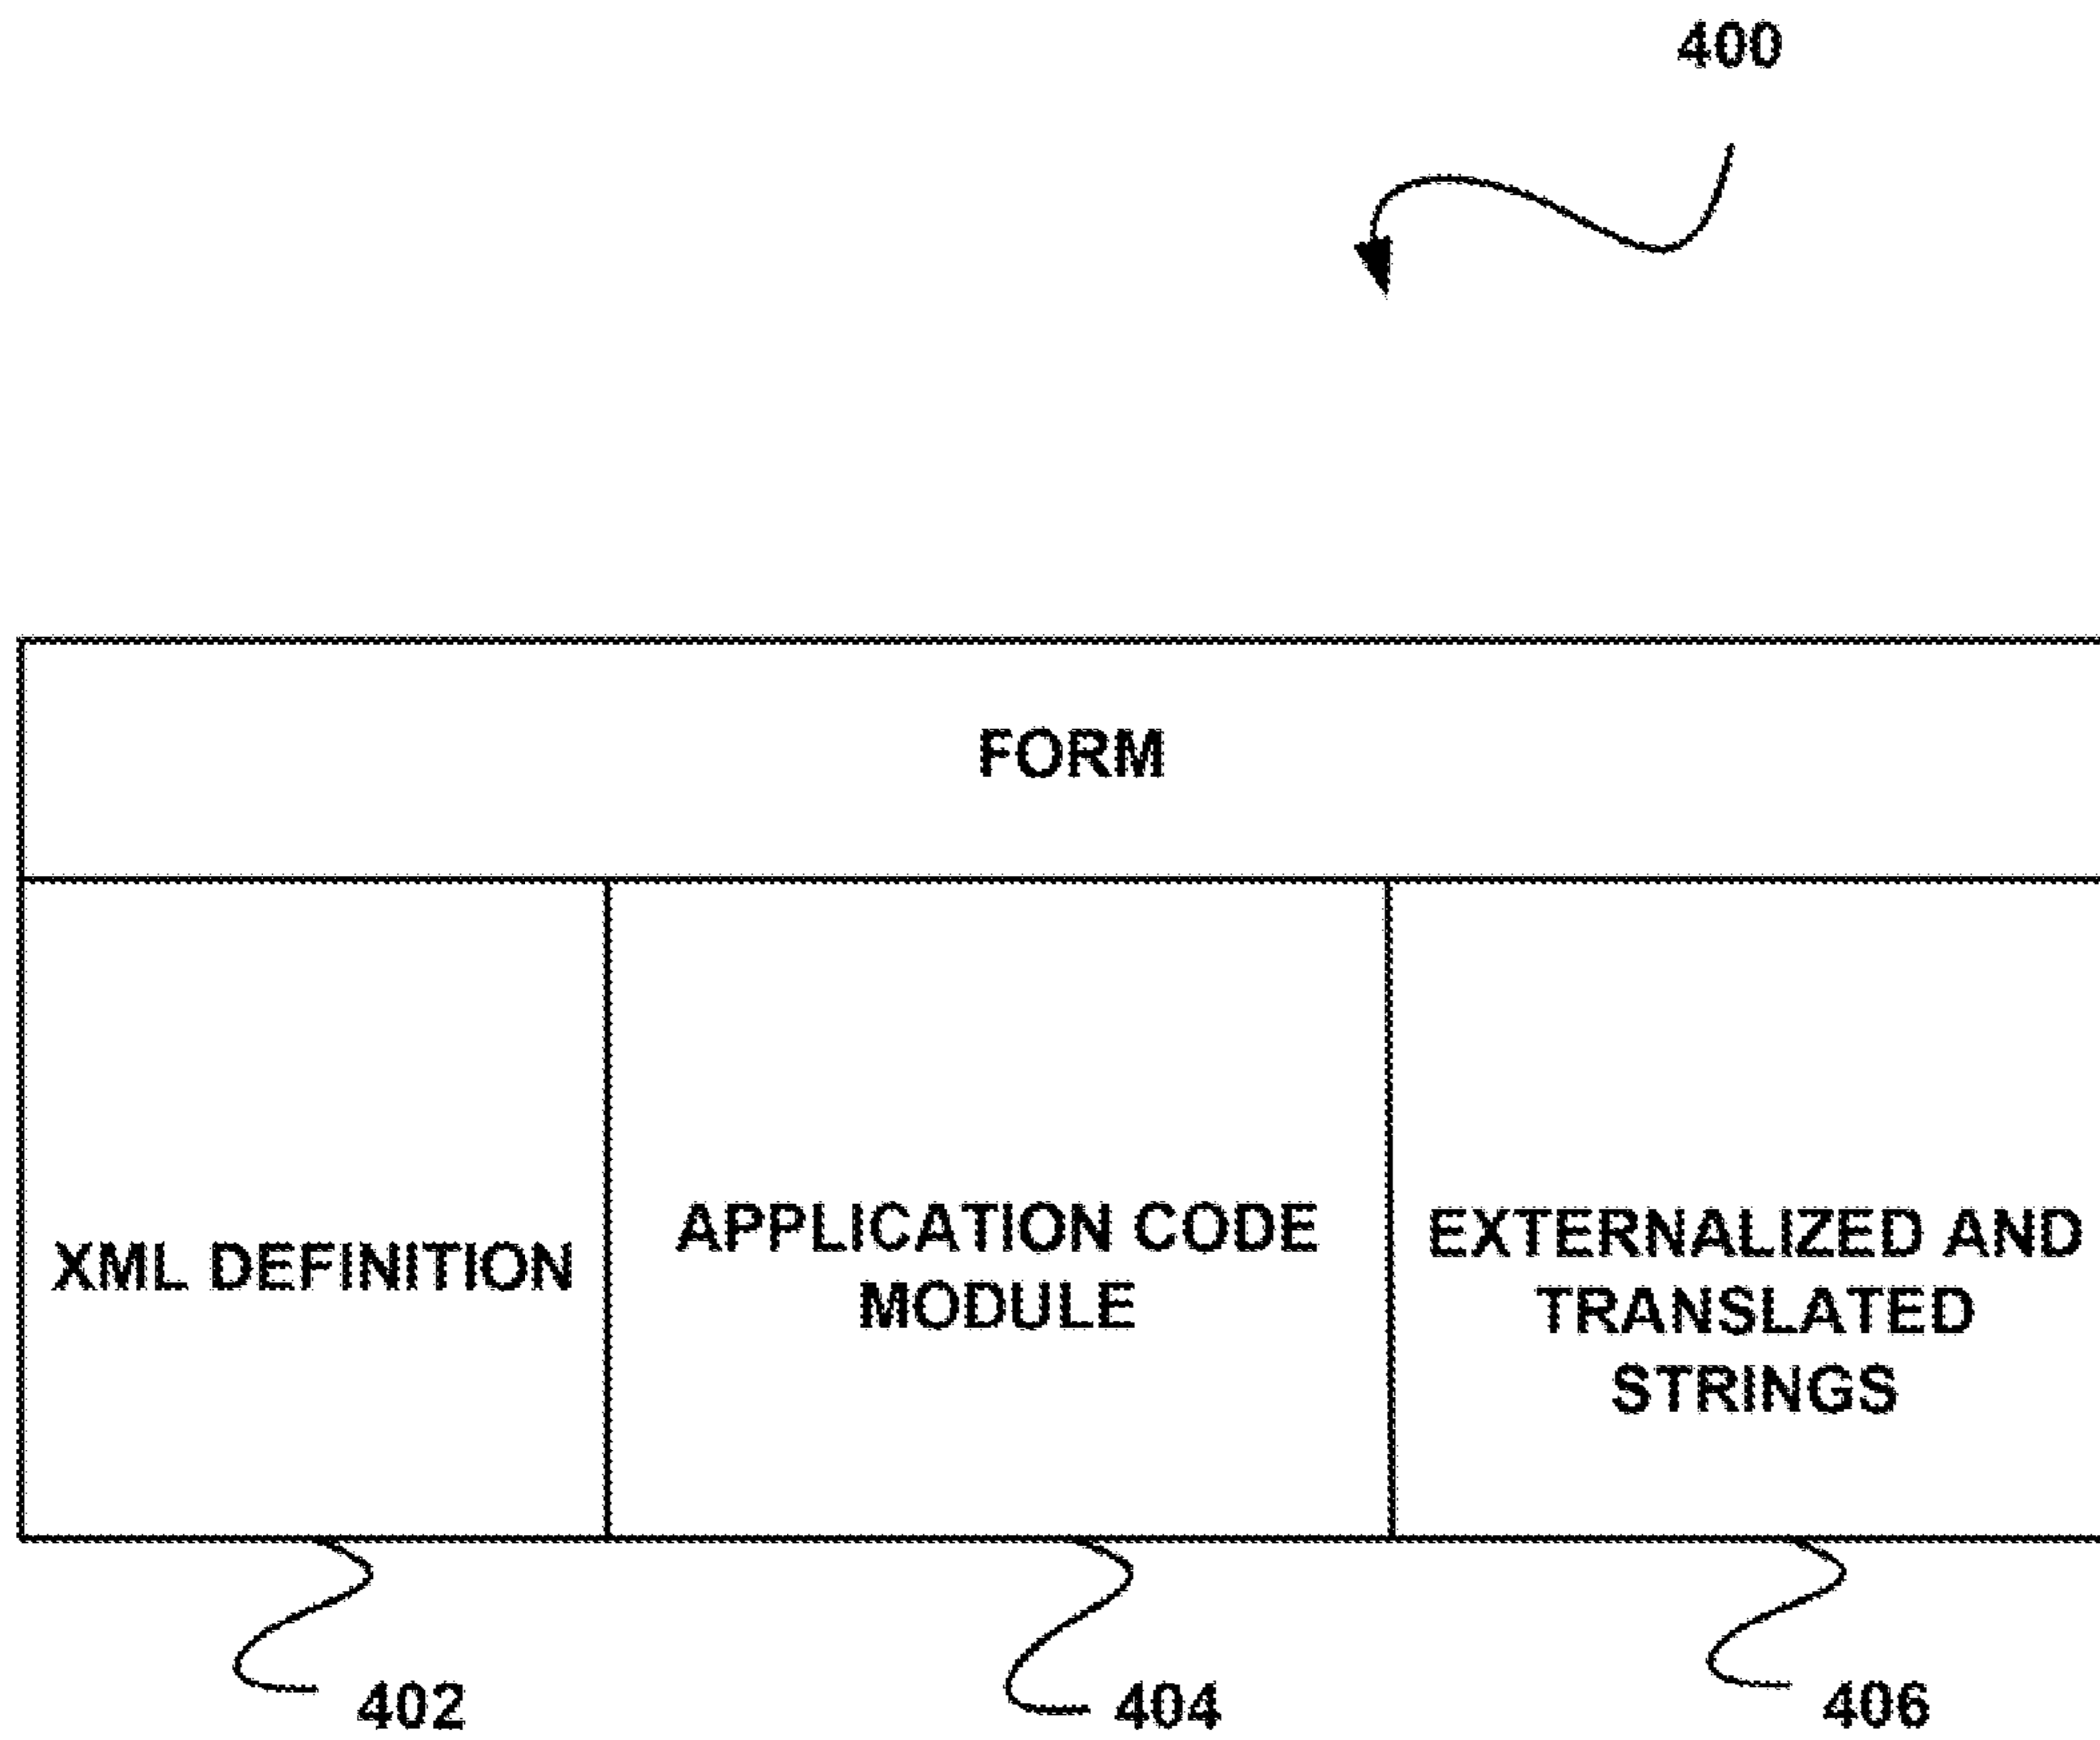 400
FORM
XML DEFINITION
APPLICATION CODE
MODULE
EXTERNALIZED AND
TRANSLATED
STRINGS
402
404
406